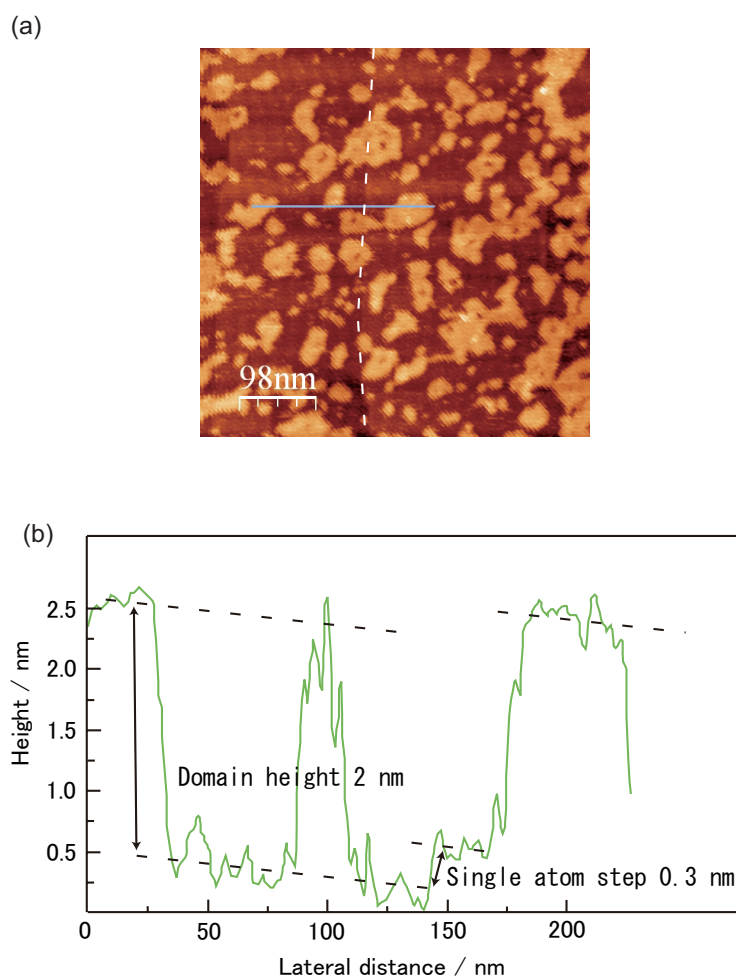 (a)
98nm
(b)
Height / nm
2.5
2.0
1.5
1.0
0.5
Domain height 2 nm
Single atom step 0.3 nm
0
50
100
150
200
Lateral distance / nm